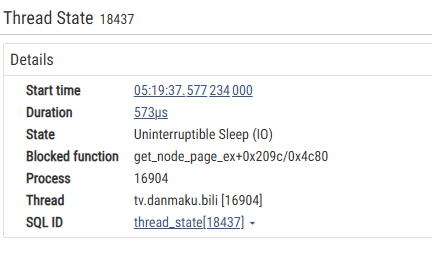 Thread State 18437
Details
Start time 05:19:37.577 234 000
Duration 573µs
State Uninterruptible Sleep (IO)
Blocked function get_node_page_ex+0x209c/0x4c80
Process 16904
Thread tv.danmaku.bili [16904]
SQL ID thread_state[18437]